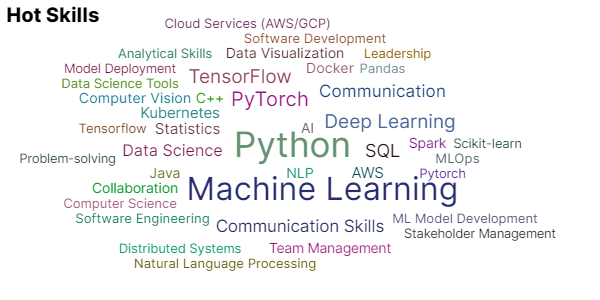 Hot Skills
Cloud Services (AWS/GCP)
Software Development
Analytical Skills Data Visualization Leadership
Model Deployment TensorFlow Docker Pandas
Data Science Tools
Computer Vision C++ PyTorch Communication
Kubernetes
Tensorflow Statistics AI Deep Learning
Python
Problem-solving Data Science SQL Spark Scikit-learn
MLOps
Java NLP AWS Pytorch
Collaboration Machine Learning
Computer Science
Software Engineering Communication Skills ML Model Development
Stakeholder Management
Distributed Systems Team Management
Natural Language Processing